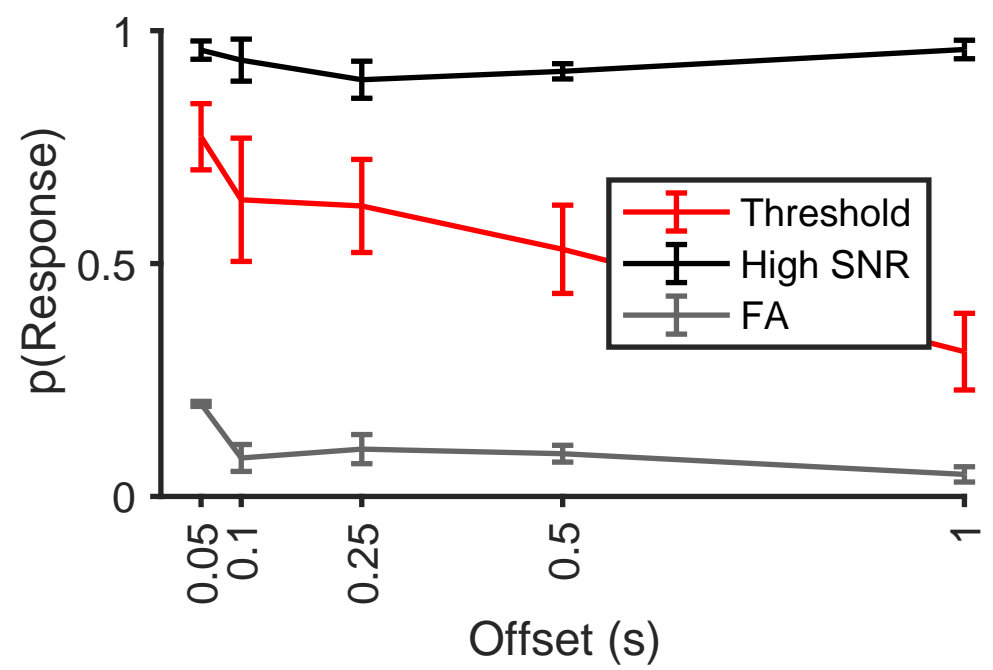 1
0.5
0
p(Response)
Threshold
High SNR
FA
0.05
0.1
0.25
0.5
1
Offset (s)